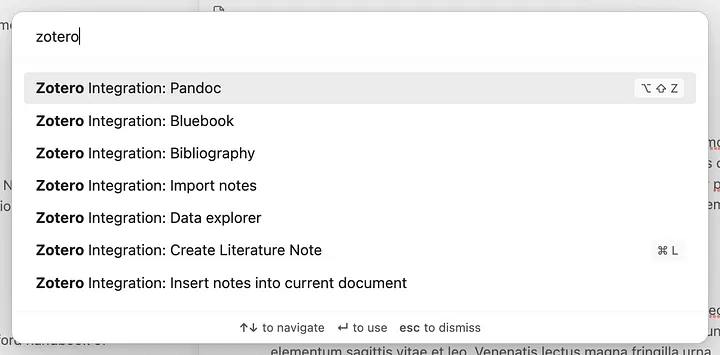 zotero
Zotero Integration: Pandoc ⌥ ⇧ Z
Zotero Integration: Bluebook
Zotero Integration: Bibliography
Zotero Integration: Import notes
Zotero Integration: Data explorer
Zotero Integration: Create Literature Note ⌘ L
Zotero Integration: Insert notes into current document
↑↓ to navigate ↵ to use esc to dismiss
elementum sagittis vitae et leo. Venenatis lectus magna fringilla urna